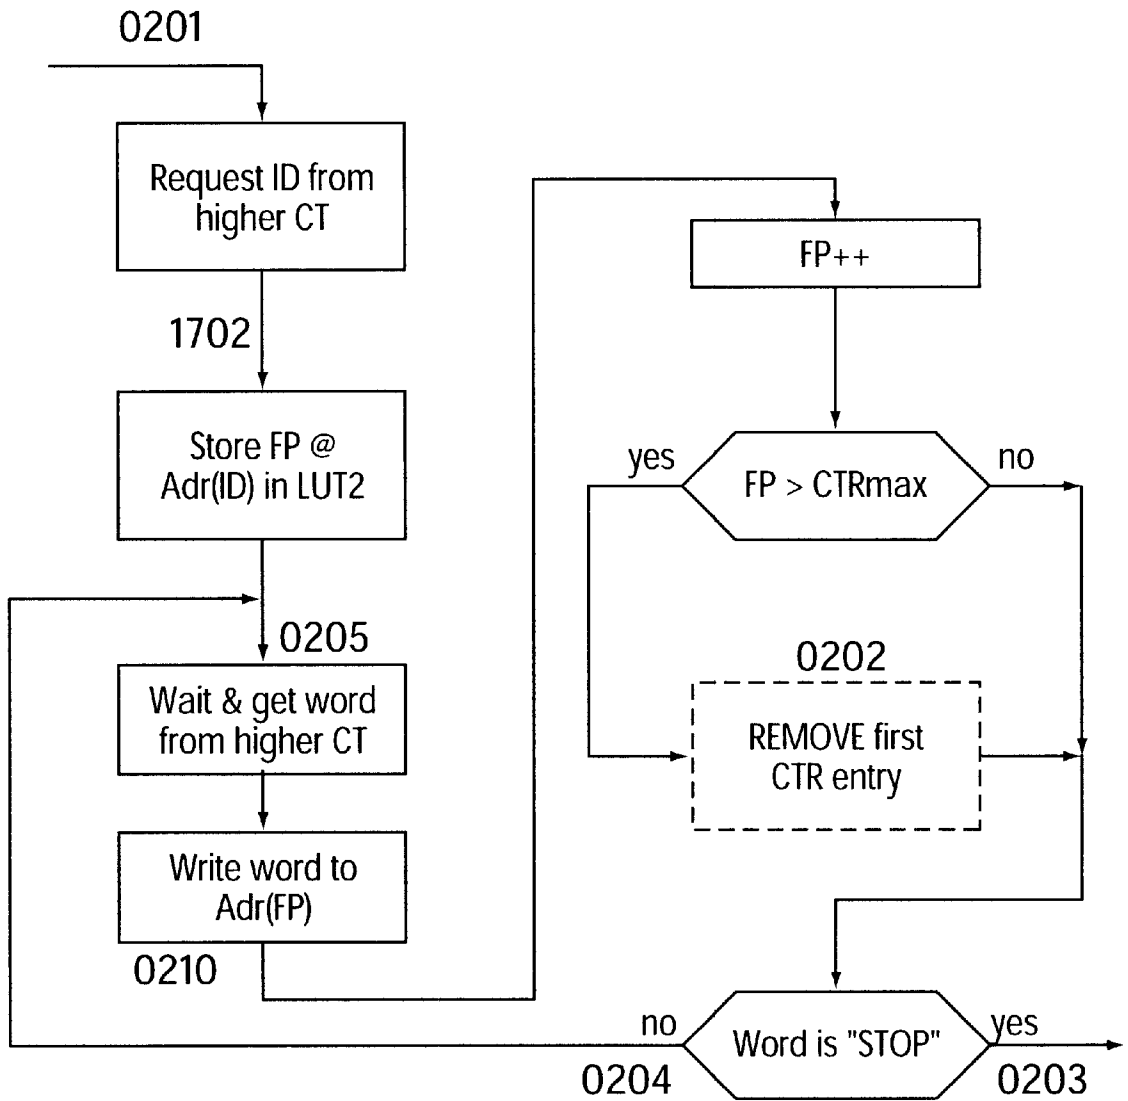 0201
Request ID from
higher CT
1702
Store FP @
Adr(ID) in LUT2
0205
Wait & get word
from higher CT
Write word to
Adr(FP)
0210
FP++
yes
FP > CTRmax
no
0202
REMOVE first
CTR entry
no
Word is "STOP"
yes
0204
0203